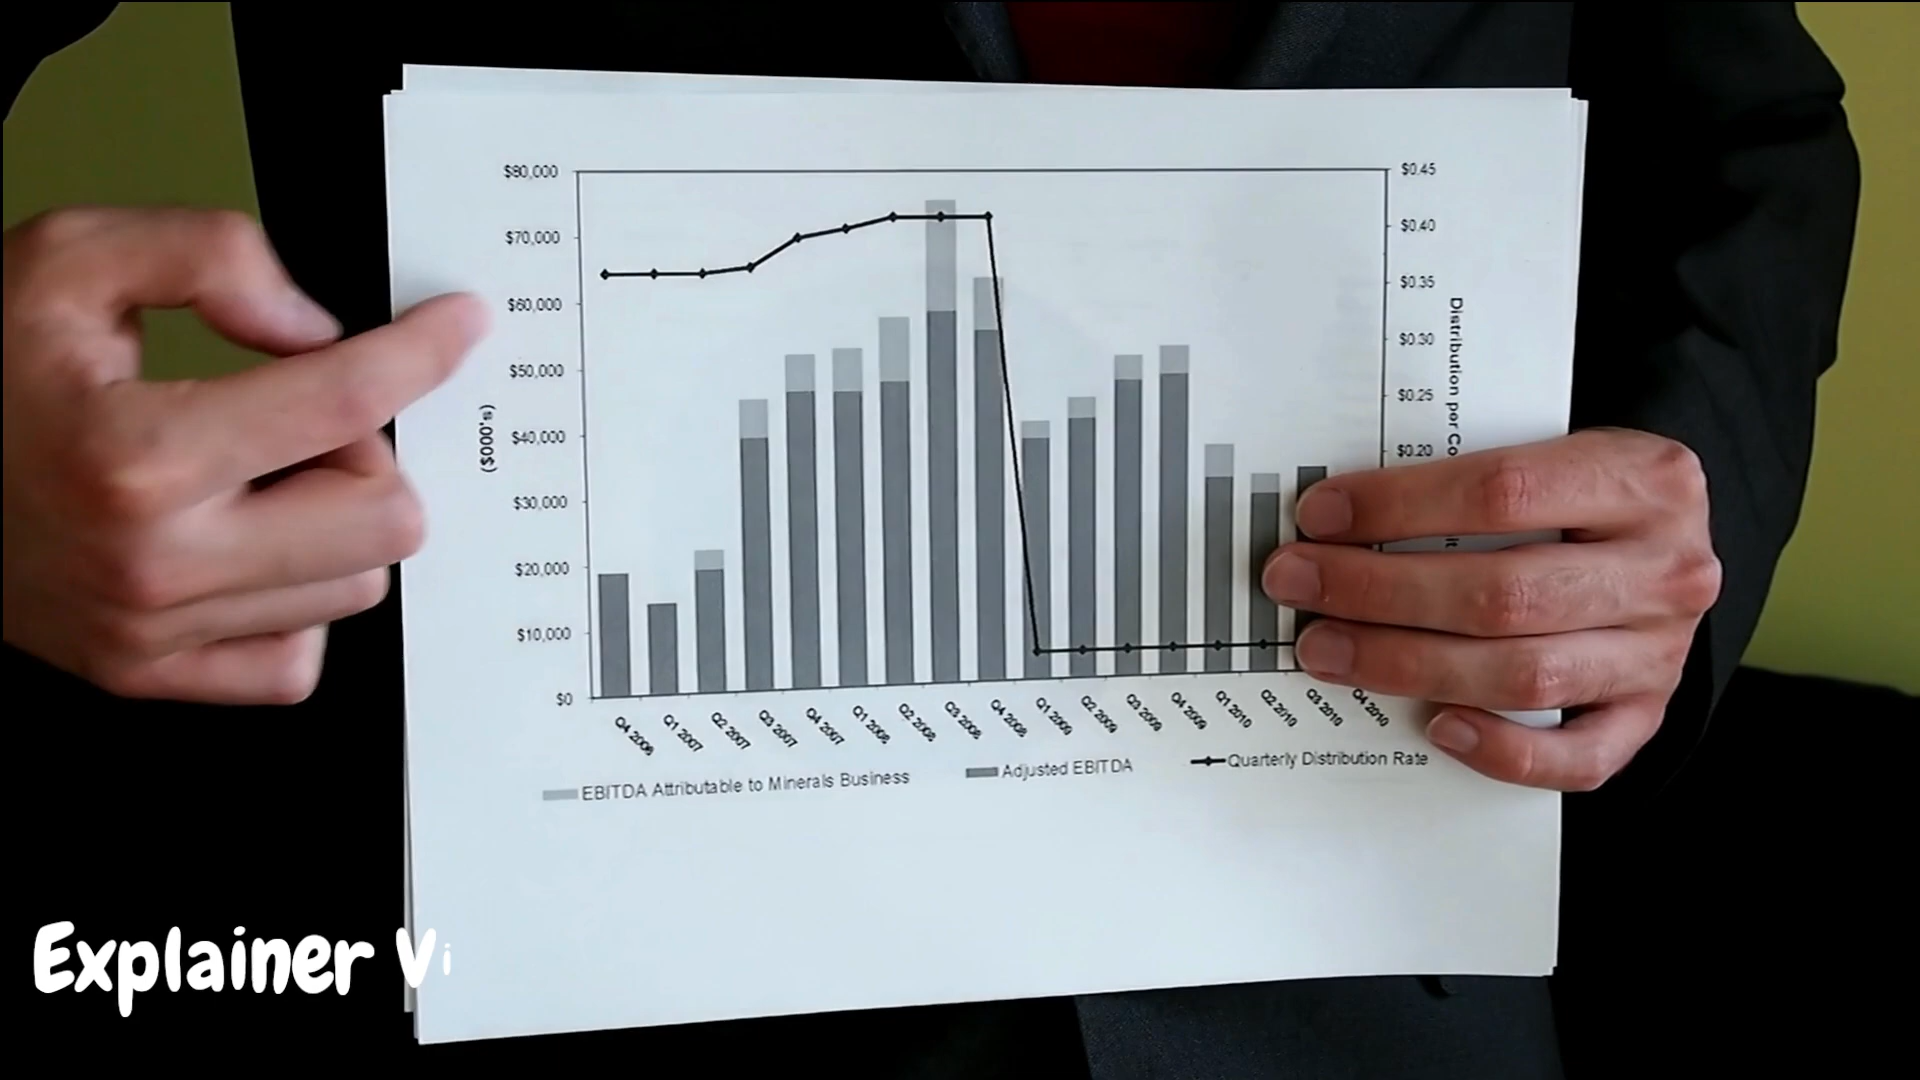 $80,000
$70,000
$60,000
$50,000
$40,000
$30,000
$20,000
$10,000
$0
($000's)
$0.45
$0.40
$0.35
$0.30
$0.25
$0.20
Distribution per
Q4 2006
Q1 2007
Q2 2007
Q3 2007
Q4 2007
Q1 2008
Q2 2008
Q3 2008
Q4 2008
Q1 2009
Q2 2009
Q3 2009
Q4 2009
Q1 2010
Q2 2010
Q3 2010
Q4 2010
EBITDA Attributable to Minerals Business
Adjusted EBITDA
Quarterly Distribution Rate
Explainer Vi